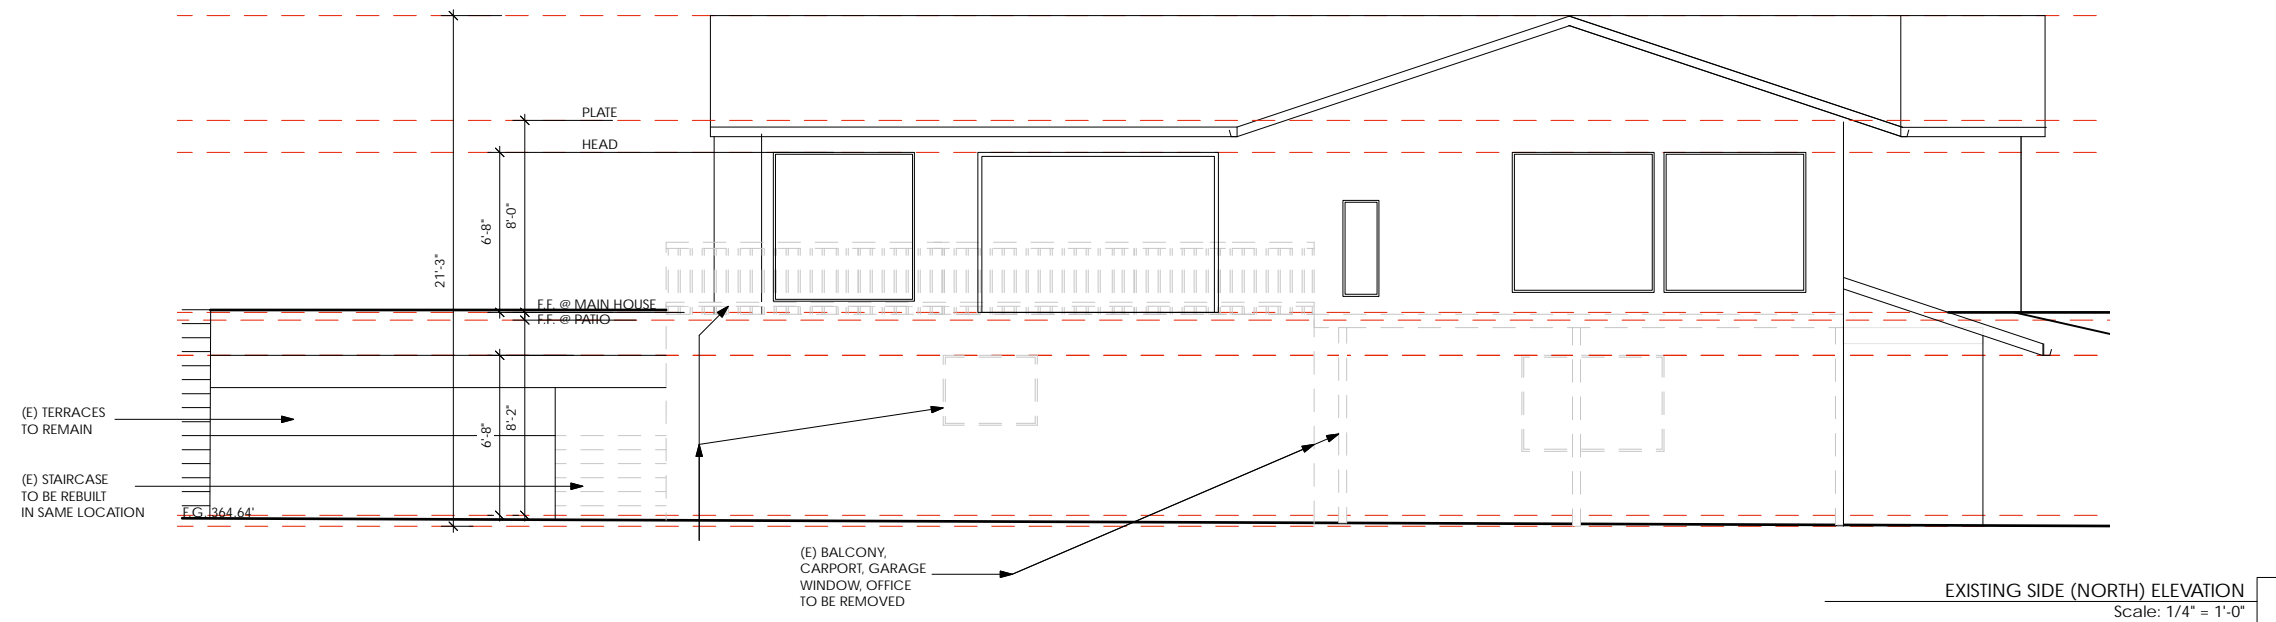 PLATE
HEAD
6'-8"
8'-0"
21'-3"
F.F. @ MAIN HOUSE
F.F. @ PATIO
(E) TERRACES
TO REMAIN
6'-8"
8'-2"
(E) STAIRCASE
TO BE REBUILT
IN SAME LOCATION
F.G. 364.64'
(E) BALCONY,
CARPORT, GARAGE
WINDOW, OFFICE
TO BE REMOVED
EXISTING SIDE (NORTH) ELEVATION
Scale: 1/4" = 1'-0"